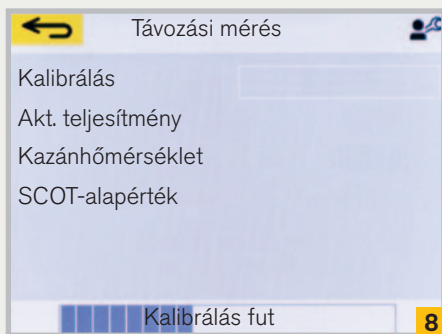 Távozási mérés
Kalibrálás
Akt. teljesítmény
Kazánhőmérséklet
SCOT-alapérték
Kalibrálás fut
8